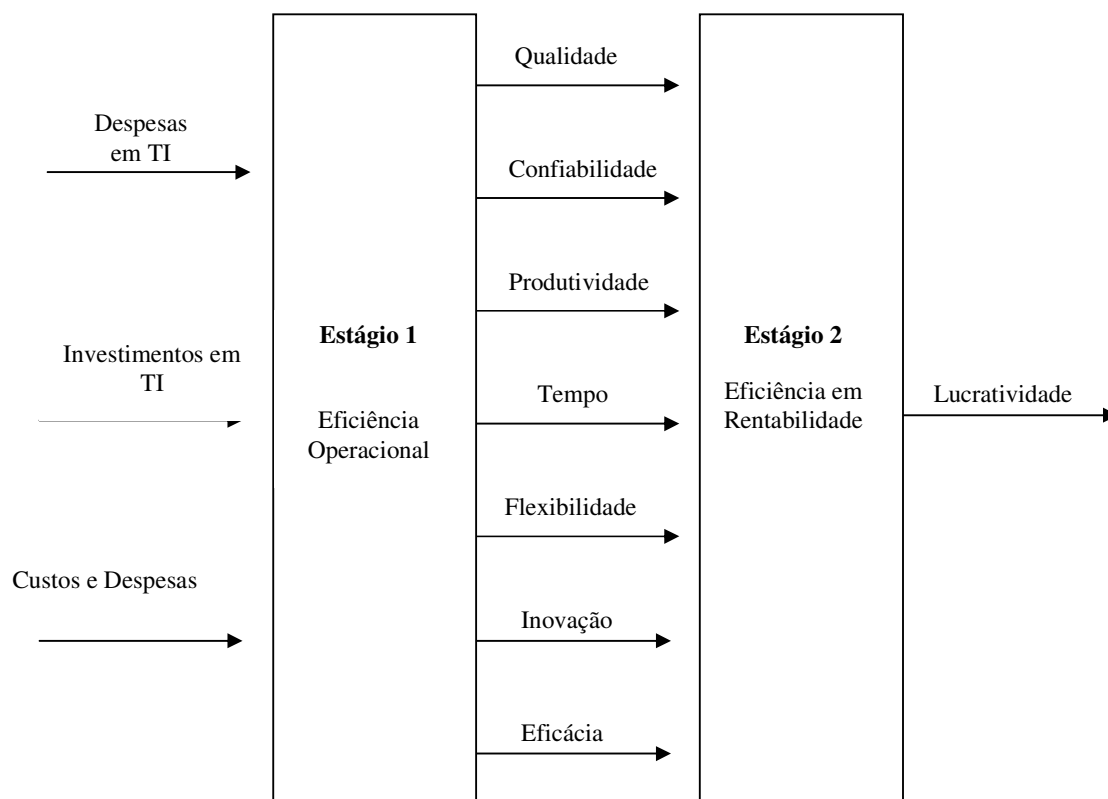 Despesas
em TI
Investimentos em
TI
Custos e Despesas
Estágio 1
Eficiência
Operacional
Qualidade
Confiabilidade
Produtividade
Tempo
Flexibilidade
Inovação
Eficácia
Estágio 2
Eficiência em
Rentabilidade
Lucratividade